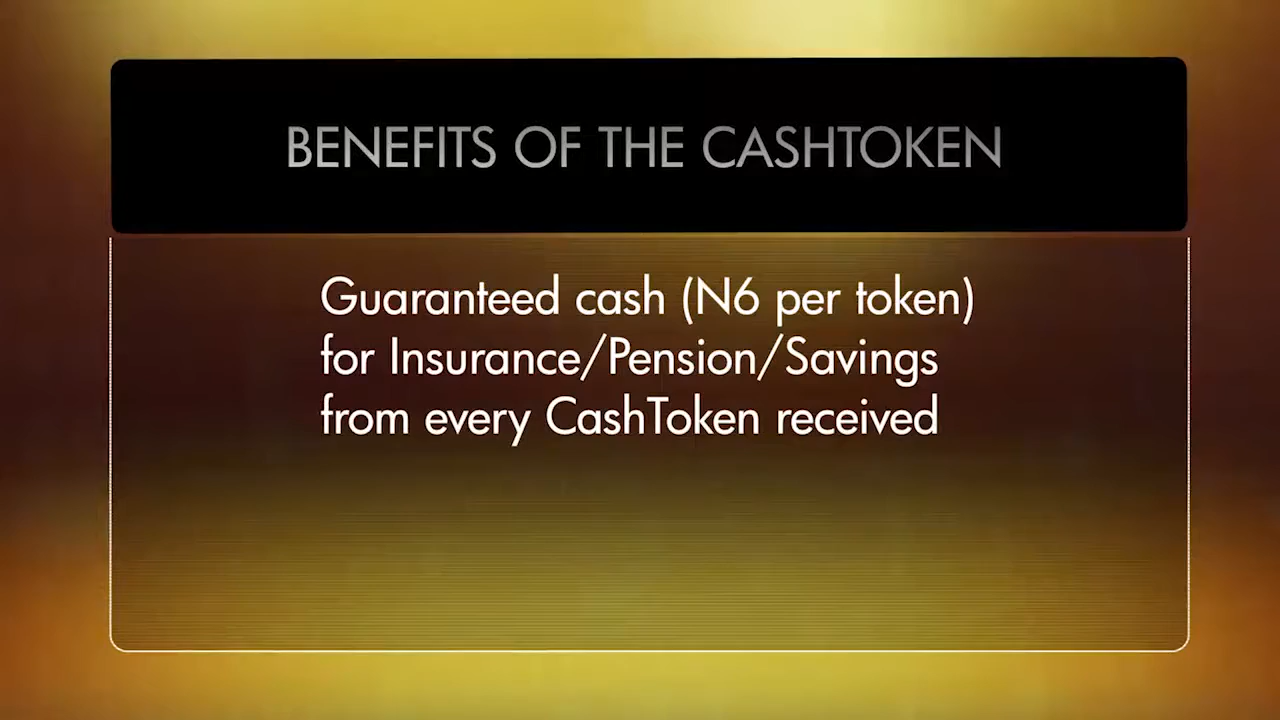 BENEFITS OF THE CASHTOKEN
Guaranteed cash (N6 per token)
for Insurance/Pension/Savings
from every CashToken received